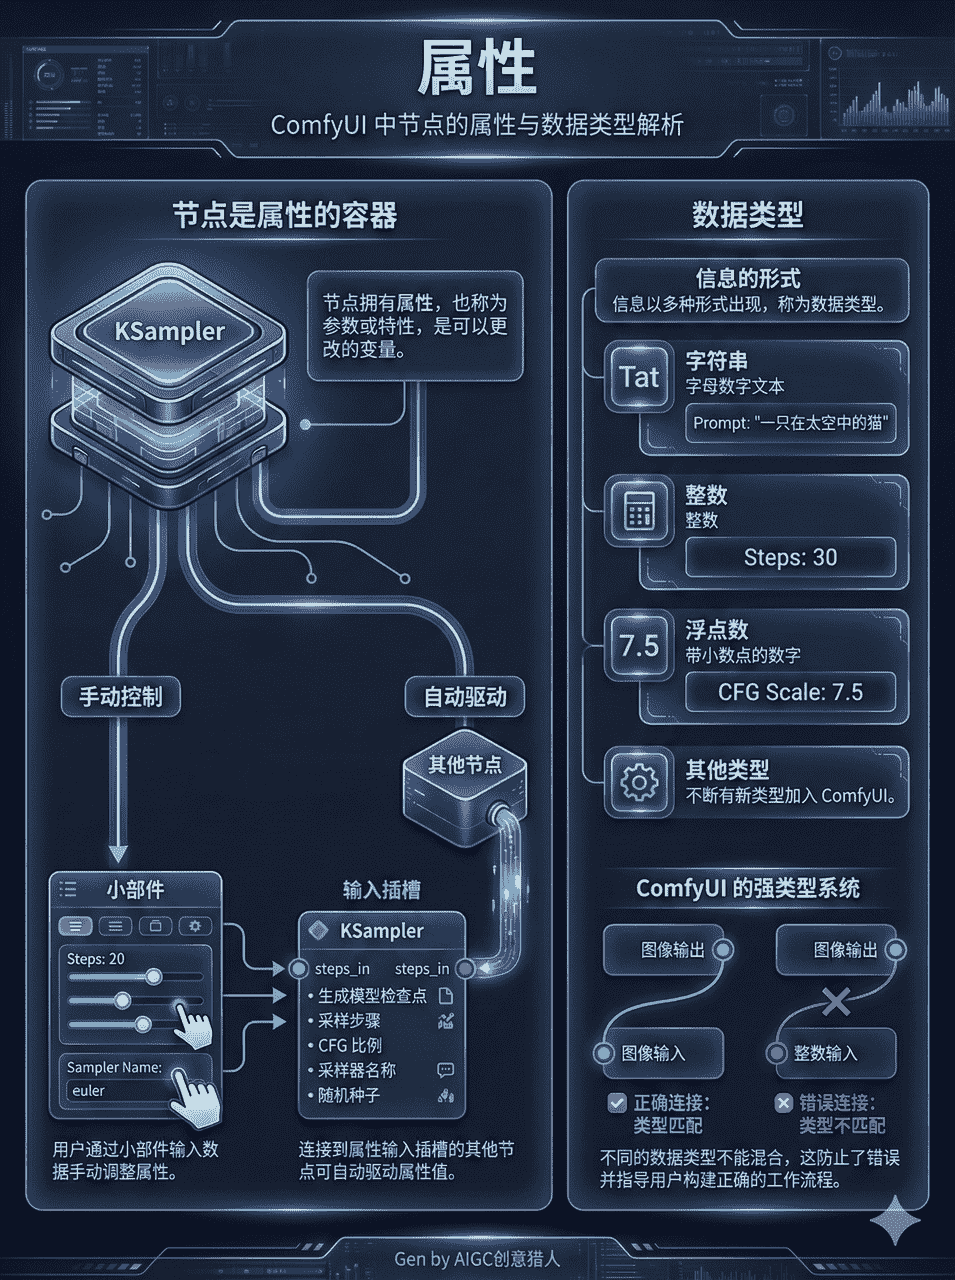 属性
ComfyUI 中节点的属性与数据类型解析
节点是属性的容器
KSampler
节点拥有属性，也称为
参数或特性，是可以更
改的变量。
手动控制
自动驱动
其他节点
小部件
Steps: 20
Sampler Name:
euler
用户通过小部件输入数
据手动调整属性。
输入插槽
KSampler
steps_in steps_in
• 生成模型检查点
• 采样步骤
• CFG 比例
• 采样器名称
• 随机种子
连接到属性输入插槽的其他节
点可自动驱动属性值。
数据类型
信息的形式
信息以多种形式出现，称为数据类型。
Tat
字符串
字母数字文本
Prompt: "一只在太空中的猫"
整数
整数
Steps: 30
7.5
浮点数
带小数点的数字
CFG Scale: 7.5
其他类型
不断有新类型加入 ComfyUI。
ComfyUI 的强类型系统
图像输出
图像输入
正确连接：
类型匹配
图像输出
整数输入
错误连接：
类型不匹配
不同的数据类型不能混合，这防止了错误
并指导用户构建正确的工作流程。
Gen by AIGC创意猎人